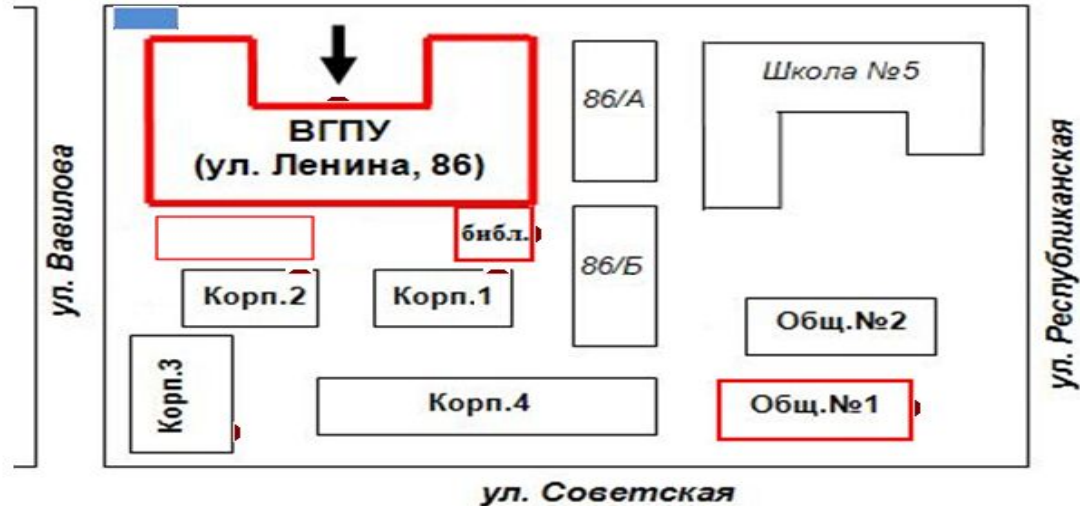 ул. Вавилова
ВГПУ
(ул. Ленина, 86)
86/А
Школа №5
библ.
86/Б
Корп.2
Корп.1
Общ.№2
Корп.3
Корп.4
Общ.№1
ул. Республиканская
ул. Советская